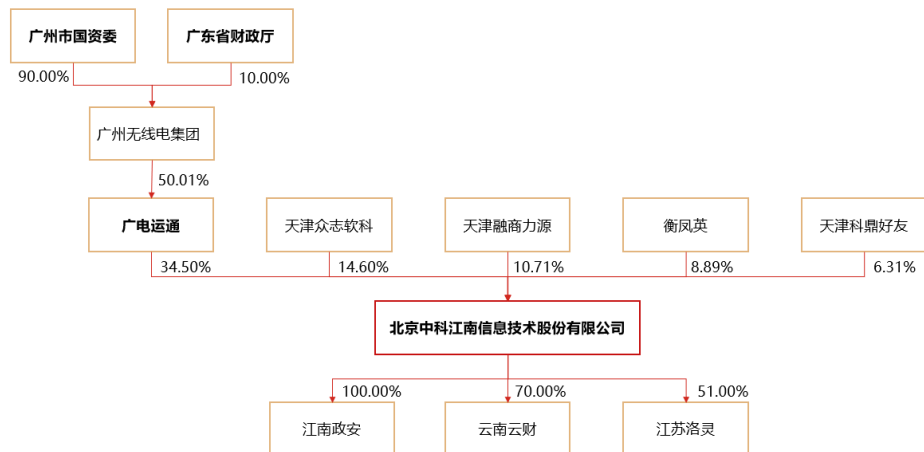 广州市国资委
广东省财政厅
90.00%
10.00%
广州无线电集团
50.01%
广电运通
天津众志软科
天津融商力源
衡凤英
天津科鼎好友
34.50%
14.60%
10.71%
8.89%
6.31%
北京中科江南信息技术股份有限公司
100.00%
70.00%
51.00%
江南政安
云南云财
江苏洛灵